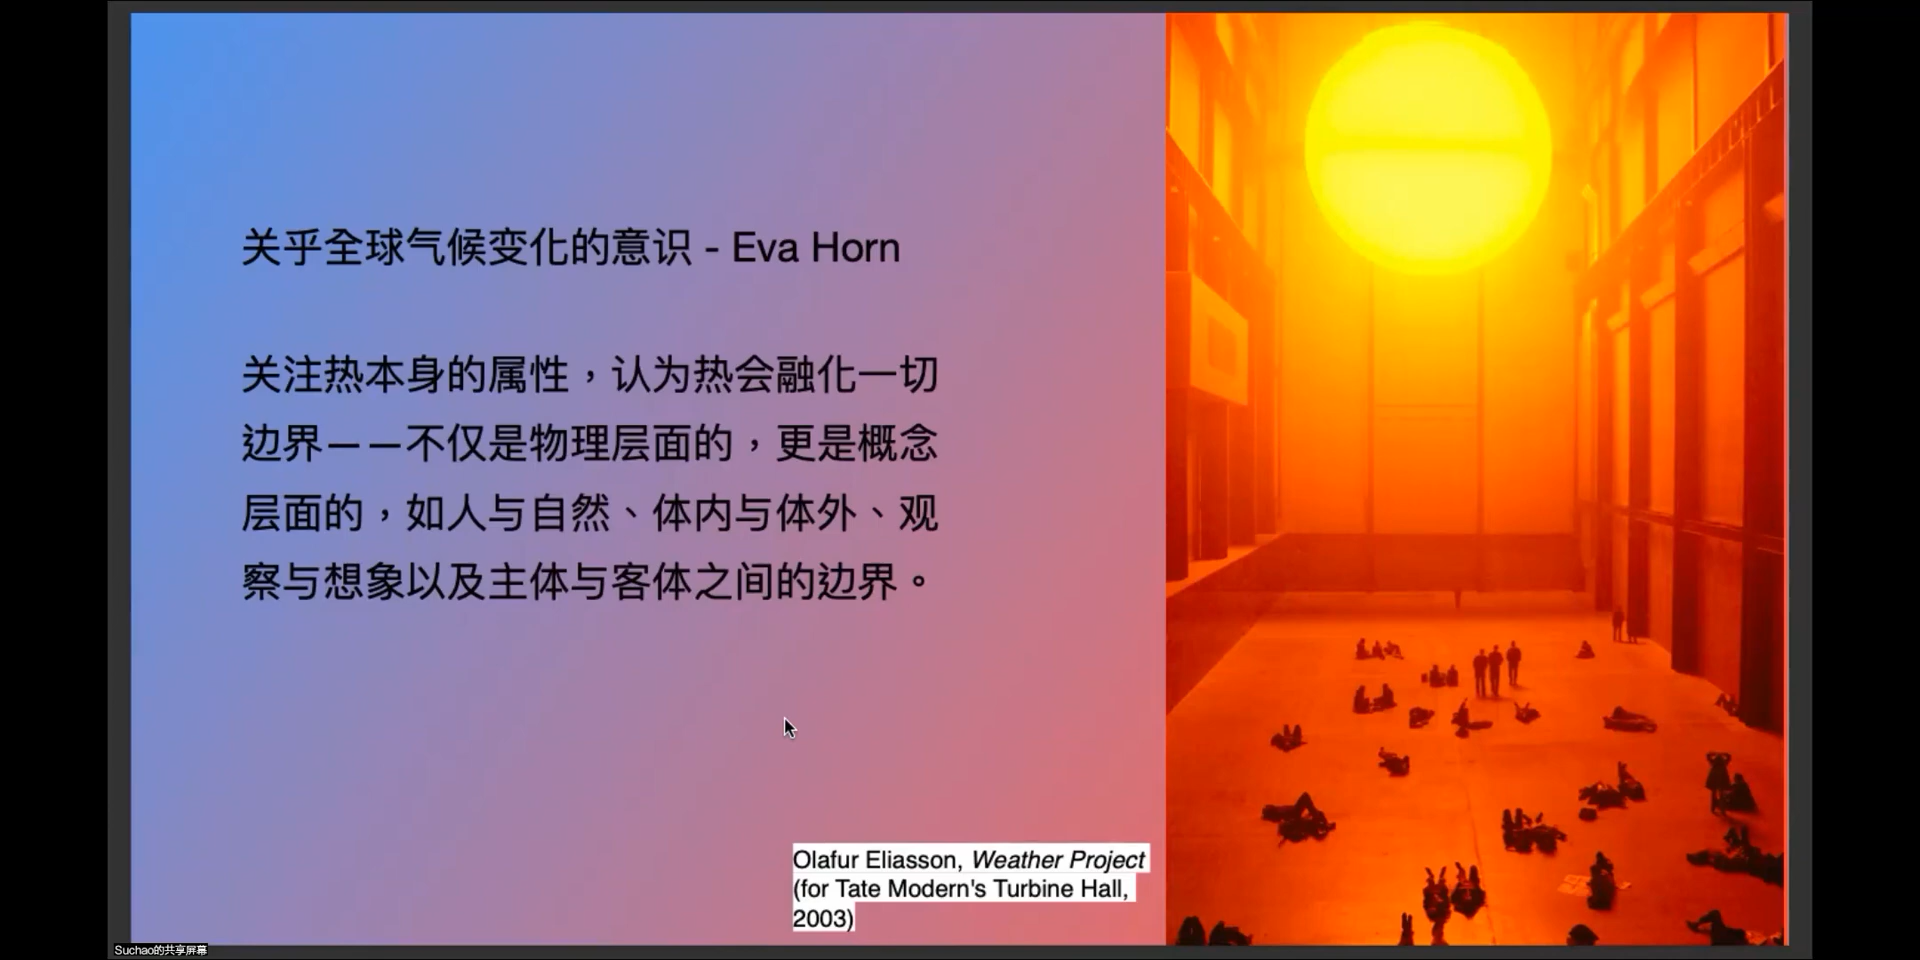 关乎全球气候变化的意识 - Eva Horn
关注热本身的属性，认为热会融化一切
边界——不仅是物理层面的，更是概念
层面的，如人与自然、体内与体外、观
察与想象以及主体与客体之间的边界。
Olafur Eliasson, Weather Project
(for Tate Modern's Turbine Hall,
2003)
Suchao的共享屏幕